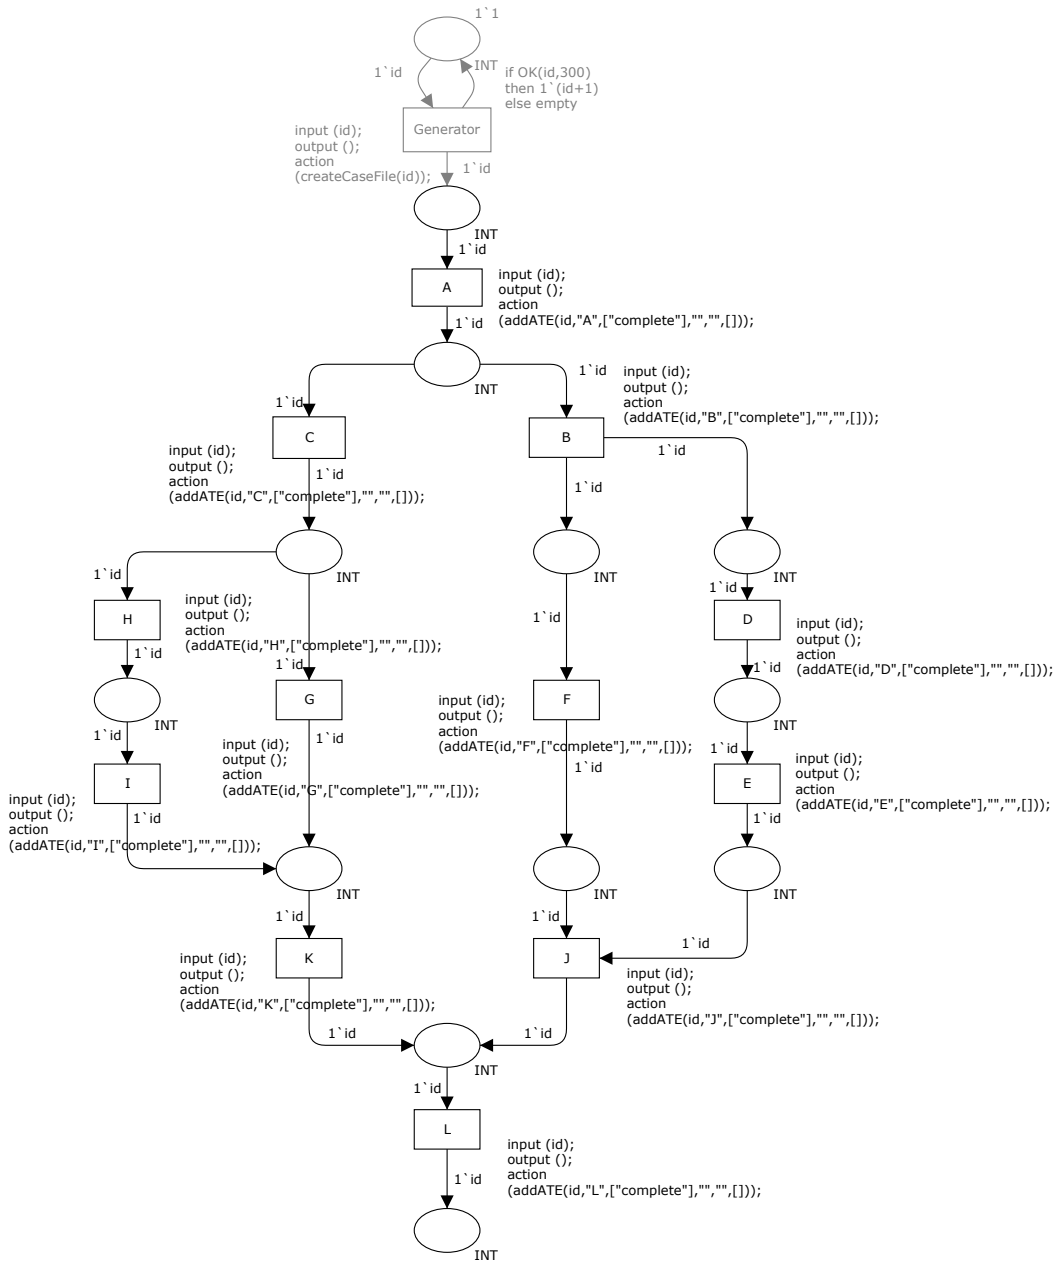 1`1
INT
1`id
if OK(id,300)
then 1`(id+1)
else empty
Generator
input (id);
output ();
action
(createCaseFile(id));
1`id
INT
1`id
A
input (id);
output ();
action
(addATE(id,"A",["complete"],"","",[]));
1`id
INT
1`id
input (id);
output ();
action
(addATE(id,"B",["complete"],"","",[]));
1`id
C
B
1`id
input (id);
output ();
action
(addATE(id,"C",["complete"],"","",[]));
1`id
1`id
INT
INT
INT
1`id
1`id
1`id
H
input (id);
output ();
action
(addATE(id,"H",["complete"],"","",[]));
D
input (id);
output ();
action
(addATE(id,"D",["complete"],"","",[]));
1`id
1`id
1`id
G
F
input (id);
output ();
action
(addATE(id,"F",["complete"],"","",[]));
INT
INT
1`id
1`id
1`id
input (id);
output ();
action
(addATE(id,"G",["complete"],"","",[]));
1`id
I
E
input (id);
output ();
action
(addATE(id,"E",["complete"],"","",[]));
input (id);
output ();
action
(addATE(id,"I",["complete"],"","",[]));
1`id
1`id
INT
INT
INT
1`id
1`id
1`id
K
J
input (id);
output ();
action
(addATE(id,"K",["complete"],"","",[]));
input (id);
output ();
action
(addATE(id,"J",["complete"],"","",[]));
1`id
1`id
INT
1`id
L
input (id);
output ();
action
(addATE(id,"L",["complete"],"","",[]));
1`id
INT